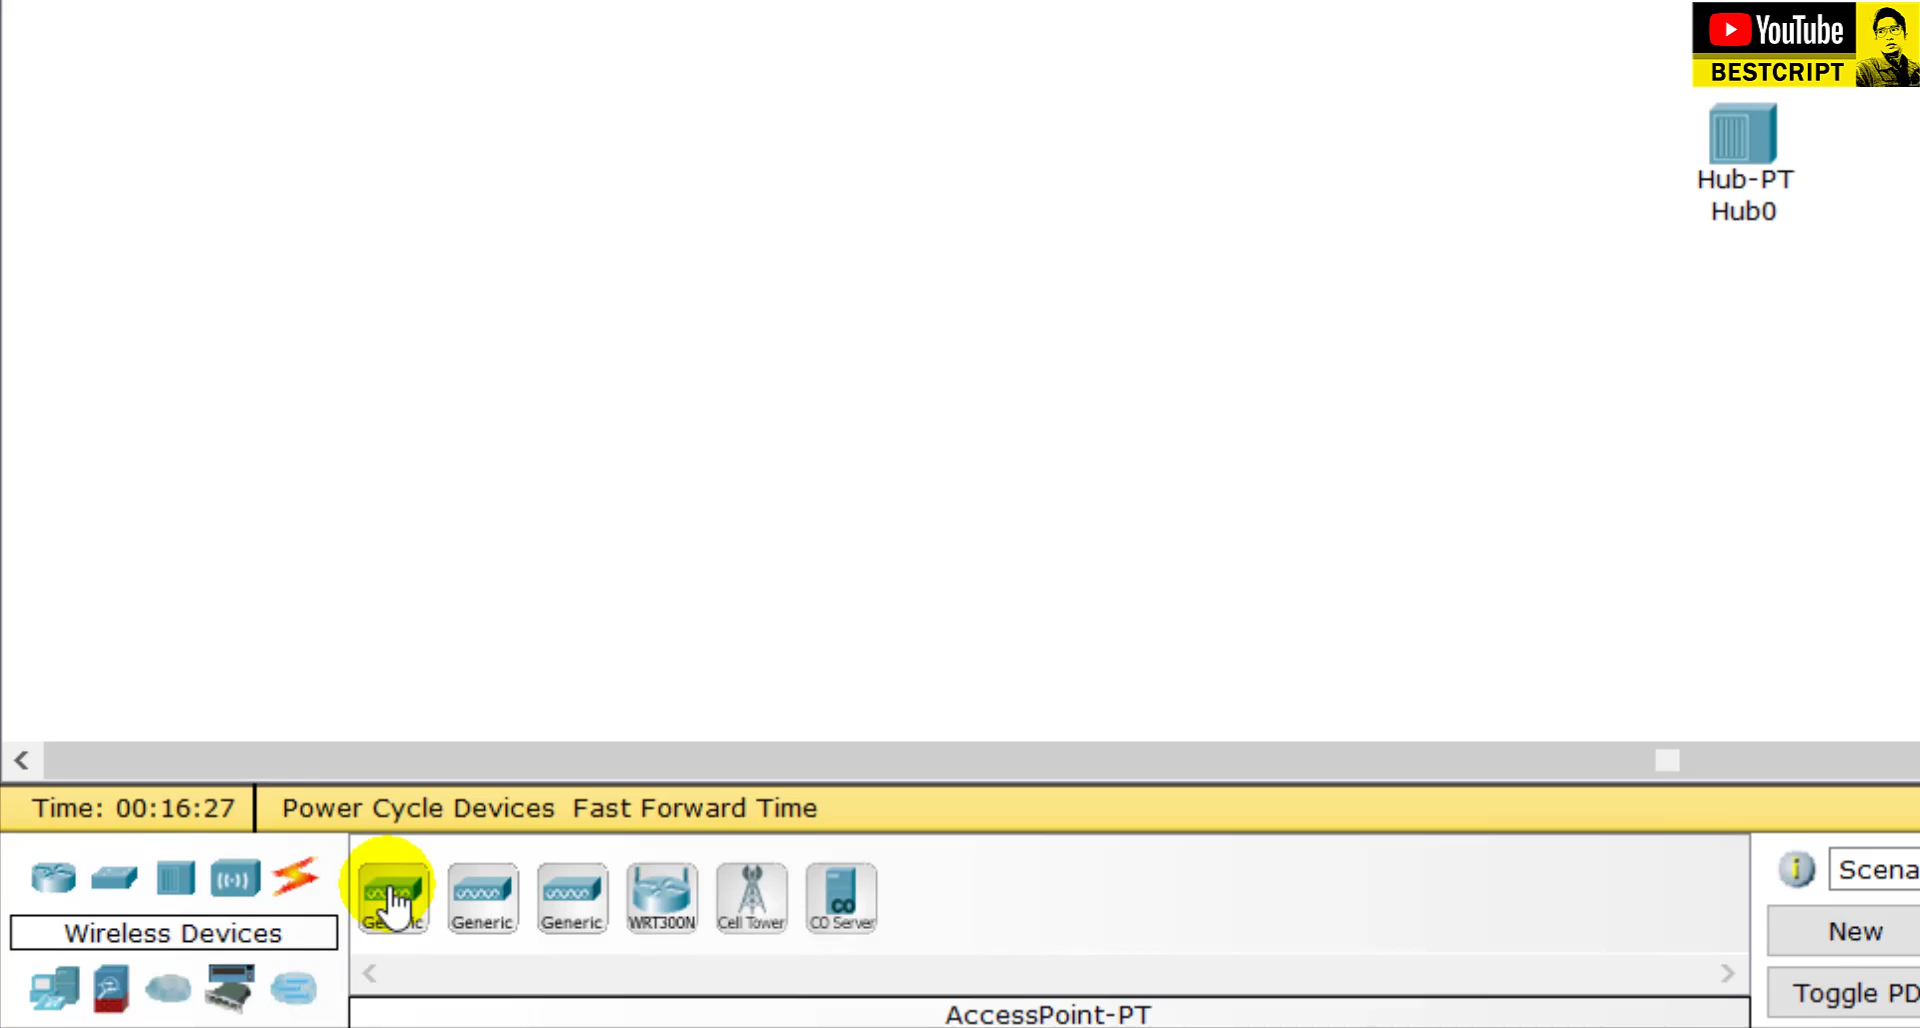 YouTube
BESTCRIPT
Hub-PT
Hub0
Time: 00:16:27
Power Cycle Devices Fast Forward Time
Generic
Generic
WRT300N
Cell Tower
CO Server
CO
Scena
Wireless Devices
New
Toggle PD
AccessPoint-PT